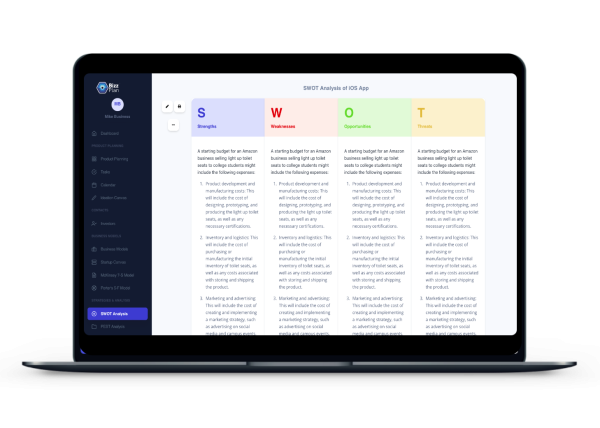 Bizz
Plan
MB
Mike Business
Dashboard
Product Planning
Tasks
Calendar
Business Model
Startup Canvas
McKinsey 7-S Model
SWOT Analysis
PEST Analysis
SWOT Analysis of iOS App
S
Strengths
W
Weaknesses
O
Opportunities
T
Threats
A starting budget for an Amazon
business selling light up toilet
seats to college students might
include the following expenses:
1. Product development and
manufacturing costs: This
will include the cost of
designing, prototyping, and
producing the light up toilet
seats, as well as any
necessary certifications.
2. Inventory and logistics: This
will include the cost of
purchasing or
manufacturing the initial
inventory of toilet seats, as
well as any costs associated
with storing and shipping
the product.
3. Marketing and advertising:
This will include the cost of
creating and implementing
a marketing strategy, such
as advertising on social
media and campus events.
A starting budget for an Amazon
business selling light up toilet
seats to college students might
include the following expenses:
1. Product development and
manufacturing costs: This
will include the cost of
designing, prototyping, and
producing the light up toilet
seats, as well as any
necessary certifications.
2. Inventory and logistics: This
will include the cost of
purchasing or
manufacturing the initial
inventory of toilet seats, as
well as any costs associated
with storing and shipping
the product.
3. Marketing and advertising:
This will include the cost of
creating and implementing
a marketing strategy, such
as advertising on social
media and campus events.
A starting budget for an Amazon
business selling light up toilet
seats to college students might
include the following expenses:
1. Product development and
manufacturing costs: This
will include the cost of
designing, prototyping, and
producing the light up toilet
seats, as well as any
necessary certifications.
2. Inventory and logistics: This
will include the cost of
purchasing or
manufacturing the initial
inventory of toilet seats, as
well as any costs associated
with storing and shipping
the product.
3. Marketing and advertising:
This will include the cost of
creating and implementing
a marketing strategy, such
as advertising on social
media and campus events.
A starting budget for an Amazon
business selling light up toilet
seats to college students might
include the following expenses:
1. Product development and
manufacturing costs: This
will include the cost of
designing, prototyping, and
producing the light up toilet
seats, as well as any
necessary certifications.
2. Inventory and logistics: This
will include the cost of
purchasing or
manufacturing the initial
inventory of toilet seats, as
well as any costs associated
with storing and shipping
the product.
3. Marketing and advertising:
This will include the cost of
creating and implementing
a marketing strategy, such
as advertising on social
media and campus events.